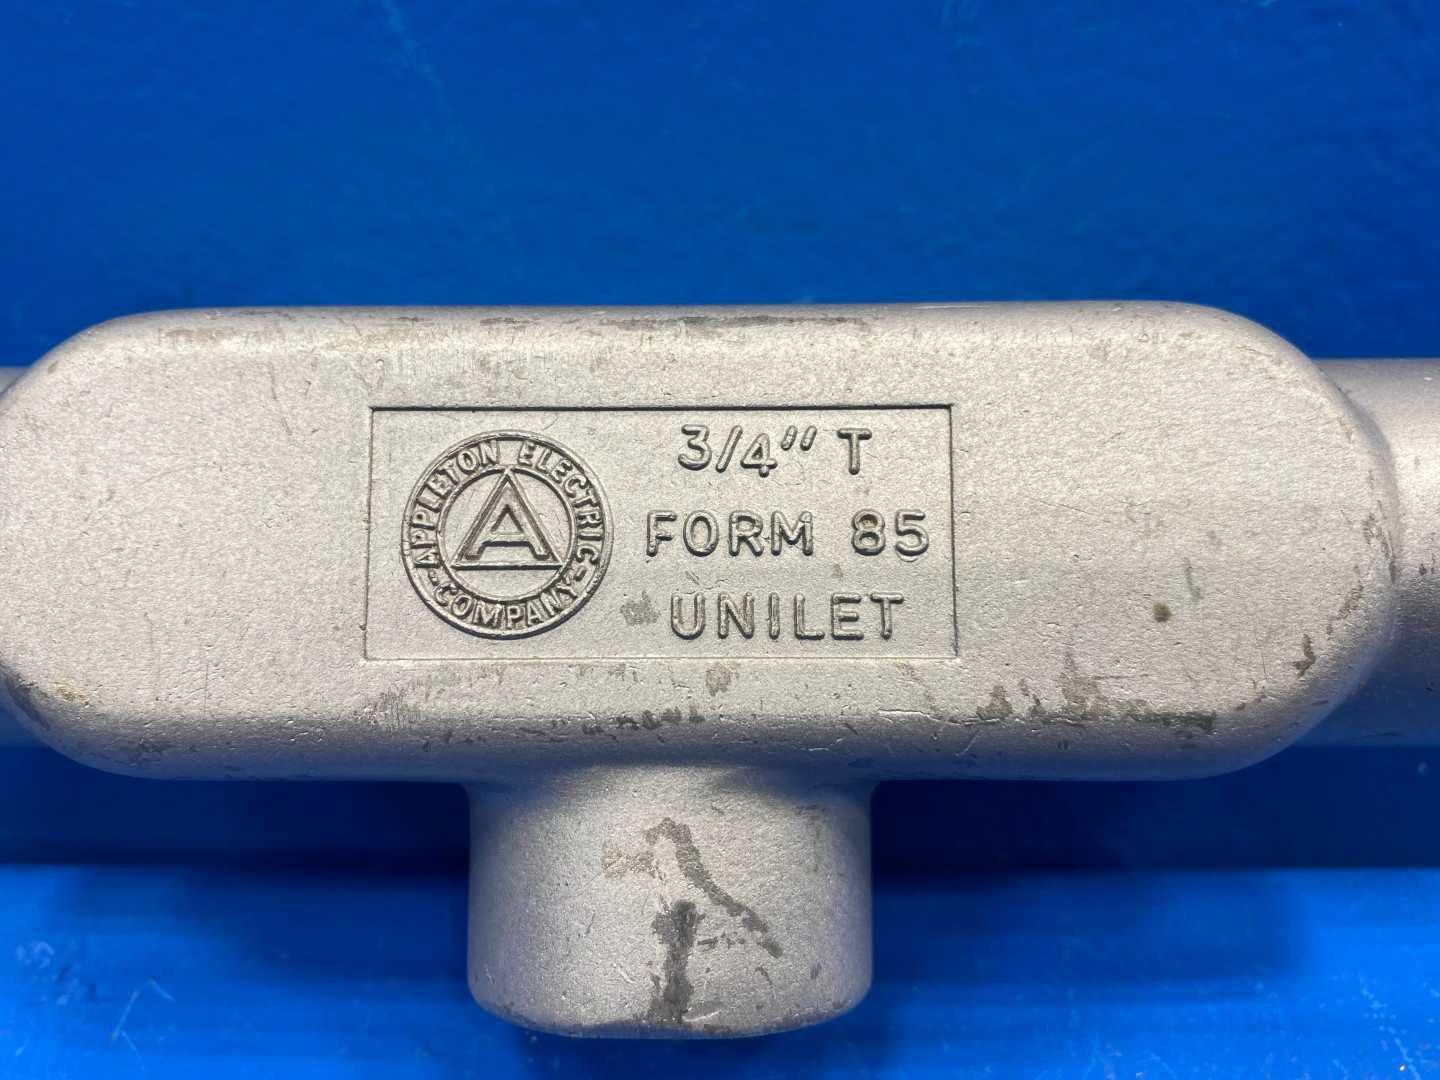 APPLETON ELECTRIC
-COMPANY-
A
3/4" T
FORM 85
UNILET